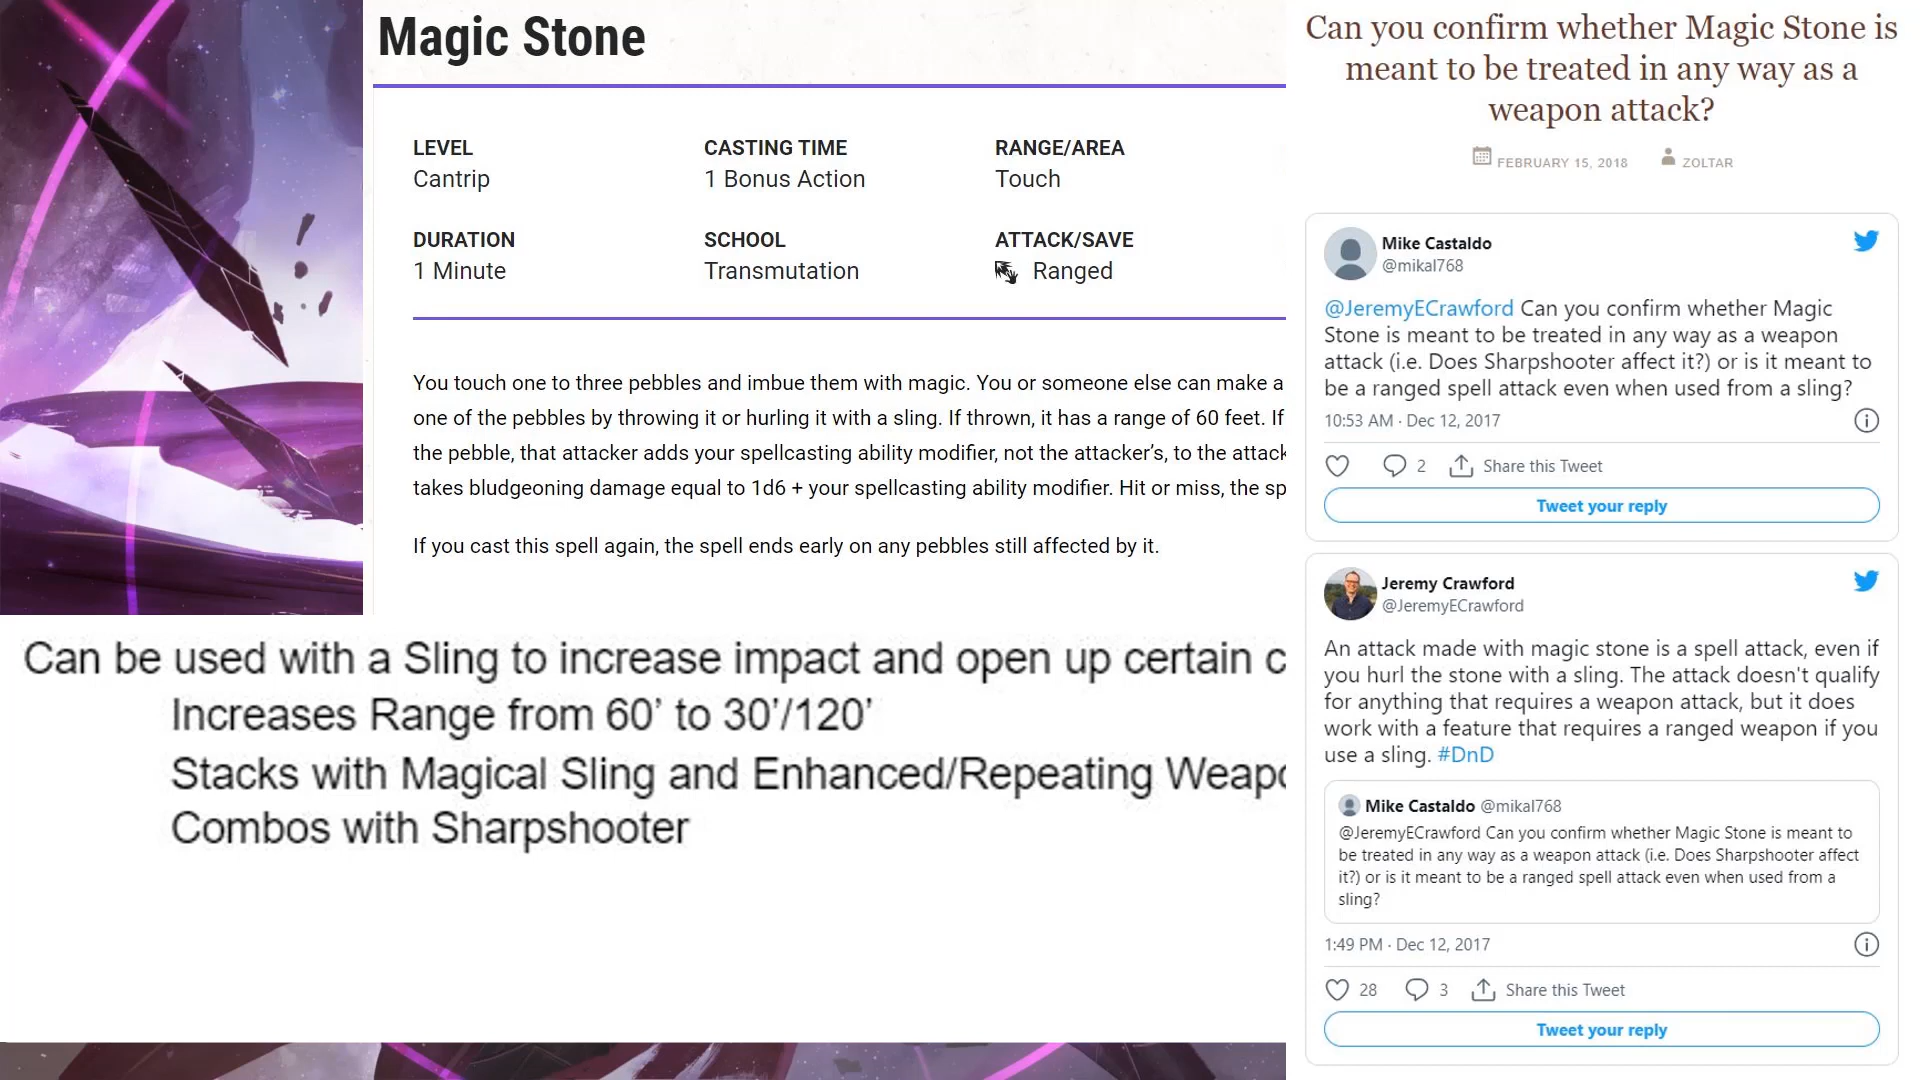 Magic Stone
LEVEL
Cantrip
CASTING TIME
1 Bonus Action
RANGE/AREA
Touch
DURATION
1 Minute
SCHOOL
Transmutation
ATTACK/SAVE
Ranged
You touch one to three pebbles and imbue them with magic. You or someone else can make a
one of the pebbles by throwing it or hurling it with a sling. If thrown, it has a range of 60 feet. If
the pebble, that attacker adds your spellcasting ability modifier, not the attacker’s, to the attack
takes bludgeoning damage equal to 1d6 + your spellcasting ability modifier. Hit or miss, the sp
If you cast this spell again, the spell ends early on any pebbles still affected by it.
Can be used with a Sling to increase impact and open up certain c
Increases Range from 60’ to 30’/120’
Stacks with Magical Sling and Enhanced/Repeating Weapo
Combos with Sharpshooter
Can you confirm whether Magic Stone is
meant to be treated in any way as a
weapon attack?
FEBRUARY 15, 2018 ZOLTAR
Mike Castaldo
@mikal768
@JeremyECrawford Can you confirm whether Magic
Stone is meant to be treated in any way as a weapon
attack (i.e. Does Sharpshooter affect it?) or is it meant to
be a ranged spell attack even when used from a sling?
10:53 AM · Dec 12, 2017
2 Share this Tweet
Tweet your reply
Jeremy Crawford
@JeremyECrawford
An attack made with magic stone is a spell attack, even if
you hurl the stone with a sling. The attack doesn't qualify
for anything that requires a weapon attack, but it does
work with a feature that requires a ranged weapon if you
use a sling. #DnD
Mike Castaldo @mikal768
@JeremyECrawford Can you confirm whether Magic Stone is meant to
be treated in any way as a weapon attack (i.e. Does Sharpshooter affect
it?) or is it meant to be a ranged spell attack even when used from a
sling?
1:49 PM · Dec 12, 2017
28 3 Share this Tweet
Tweet your reply